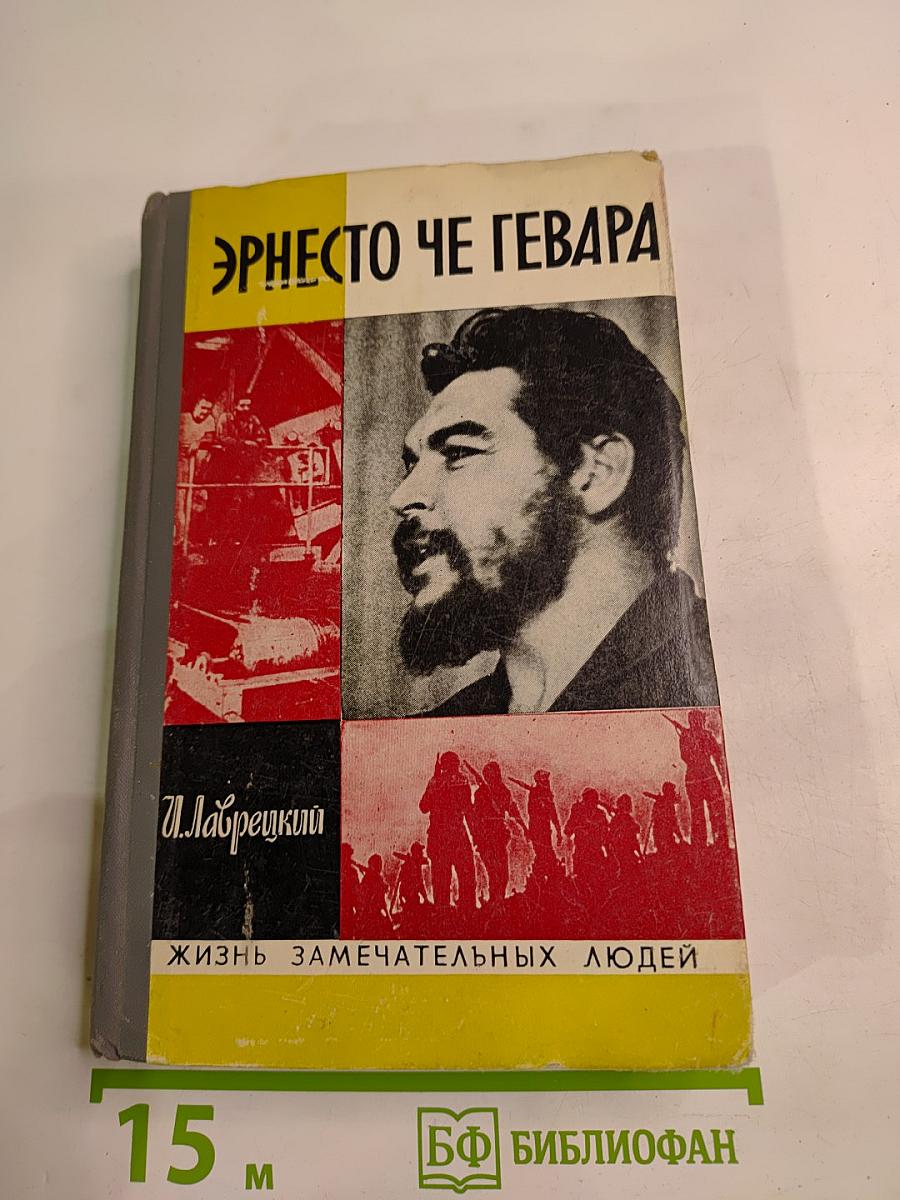 ЭРНЕСТО ЧЕ ГЕВАРА
И.Лаврецкий
ЖИЗНЬ ЗАМЕЧАТЕЛЬНЫХ ЛЮДЕЙ
15 м
БФ БИБЛИОФАН